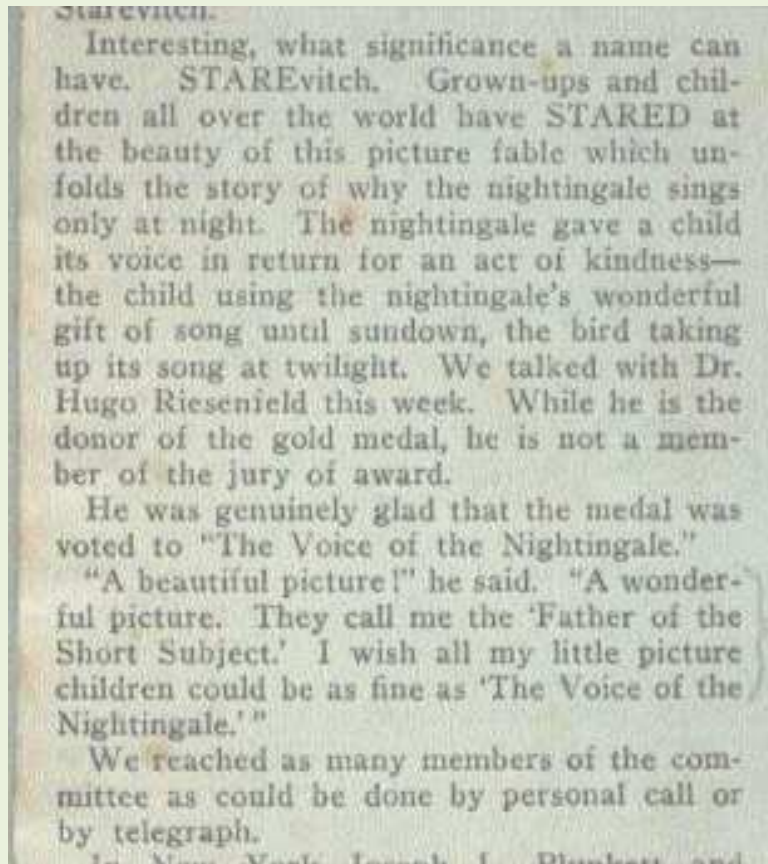 Starevitch.
Interesting, what significance a name can
have. STAREvitch. Grown-ups and chil-
dren all over the world have STARED at
the beauty of this picture fable which un-
folds the story of why the nightingale sings
only at night. The nightingale gave a child
its voice in return for an act of kindness—
the child using the nightingale's wonderful
gift of song until sundown, the bird taking
up its song at twilight. We talked with Dr.
Hugo Riesenfeld this week. While he is the
donor of the gold medal, he is not a mem-
ber of the jury of award.
He was genuinely glad that the medal was
voted to "The Voice of the Nightingale."
"A beautiful picture!" he said. "A wonder-
ful picture. They call me the 'Father of the
Short Subject.' I wish all my little picture
children could be as fine as 'The Voice of the
Nightingale.'"
We reached as many members of the com-
mittee as could be done by personal call or
by telegraph.
In New York Joseph